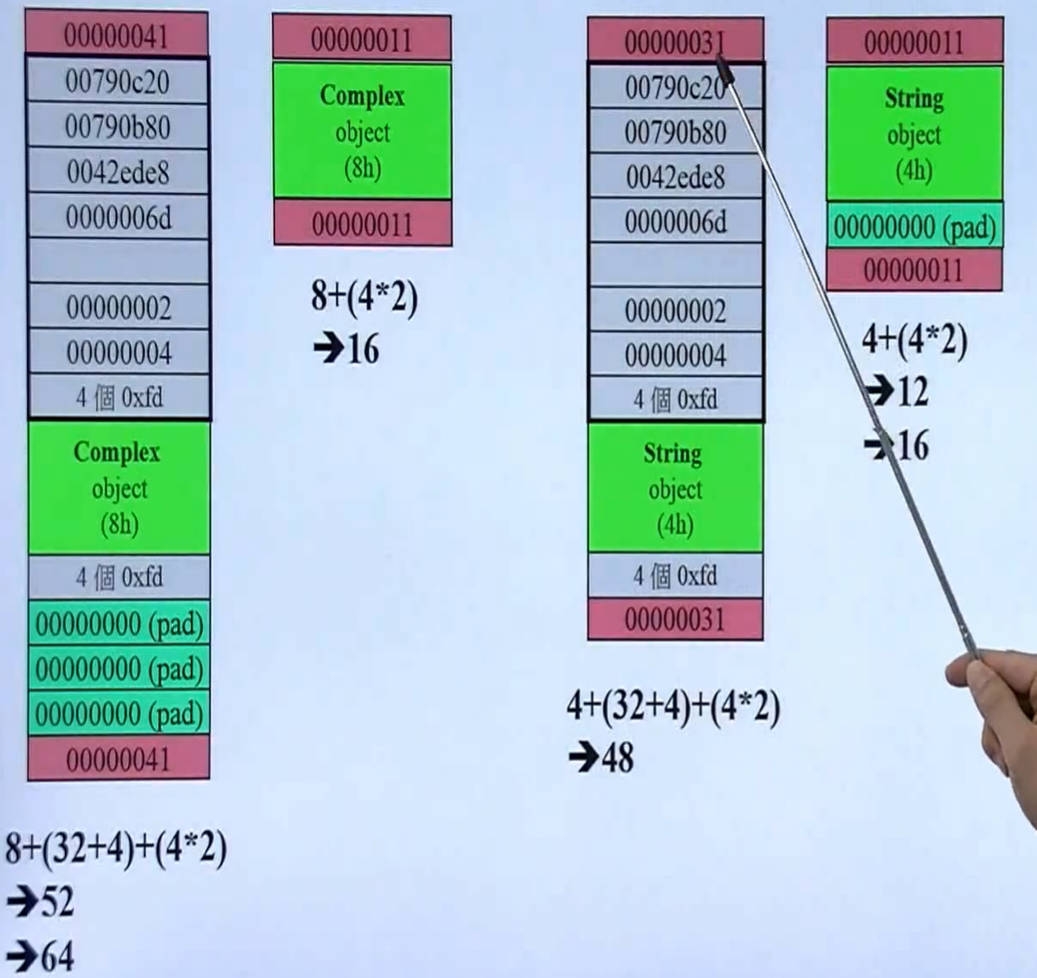 00000041
00790c20
00790b80
0042ede8
0000006d
00000002
00000004
4 個 0xfd
Complex
object
(8h)
4 個 0xfd
00000000 (pad)
00000000 (pad)
00000000 (pad)
00000041
8+(32+4)+(4*2)
➔52
➔64
00000011
Complex
object
(8h)
00000011
8+(4*2)
➔16
00000031
00790c20
00790b80
0042ede8
0000006d
00000002
00000004
4 個 0xfd
String
object
(4h)
4 個 0xfd
00000031
4+(32+4)+(4*2)
➔48
00000011
String
object
(4h)
00000000 (pad)
00000011
4+(4*2)
➔12
➔16